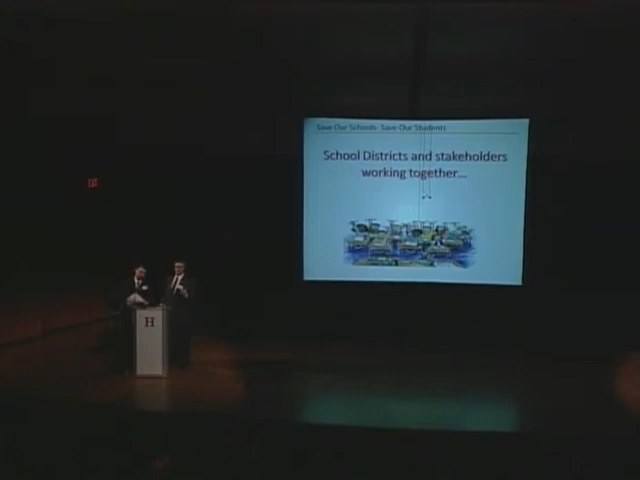 Save Our Schools- Save Our Students
School Districts and stakeholders
working together...
H